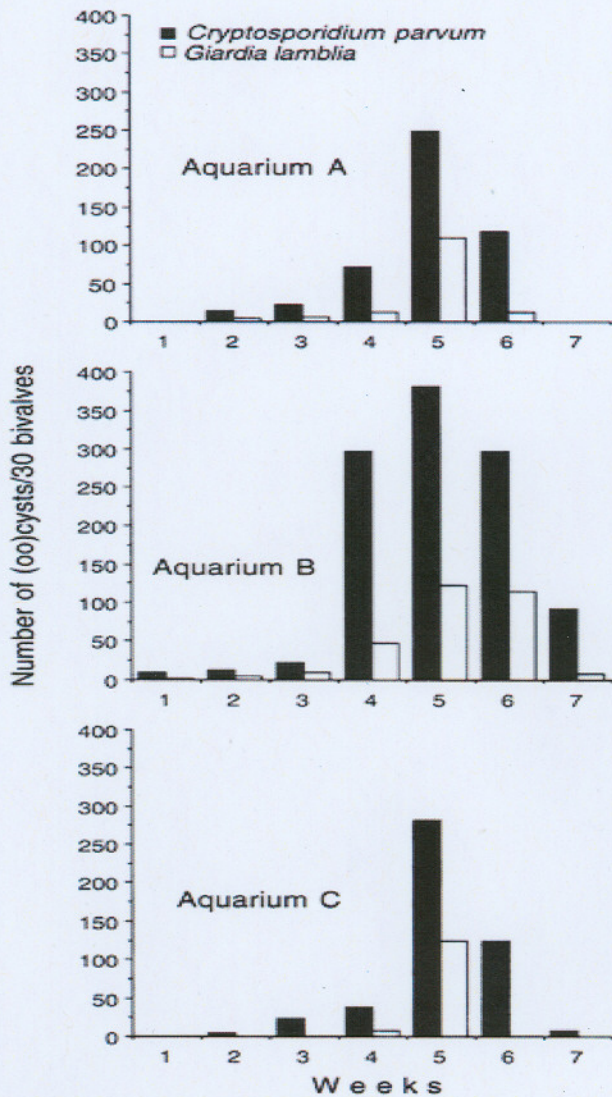 Number of (oo)cysts/30 bivalves
400
350
300
250
200
150
100
50
0
Cryptosporidium parvum
Giardia lamblia
Aquarium A
1 2 3 4 5 6 7
400
350
300
250
200
150
100
50
0
Aquarium B
1 2 3 4 5 6 7
400
350
300
250
200
150
100
50
0
Aquarium C
1 2 3 4 5 6 7
Weeks